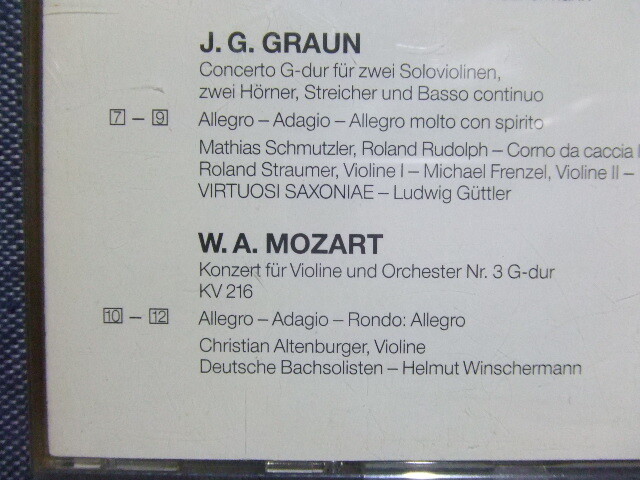 J. G. GRAUN
Concerto G-dur für zwei Soloviolinen,
zwei Hörner, Streicher und Basso continuo
7 – 9 Allegro – Adagio – Allegro molto con spirito
Mathias Schmutzler, Roland Rudolph – Corno da caccia
Roland Straumer, Violine I – Michael Frenzel, Violine II –
VIRTUOSI SAXONIAE – Ludwig Güttler
W. A. MOZART
Konzert für Violine und Orchester Nr. 3 G-dur
KV 216
10 – 12 Allegro – Adagio – Rondo: Allegro
Christian Altenburger, Violine
Deutsche Bachsolisten – Helmut Winschermann